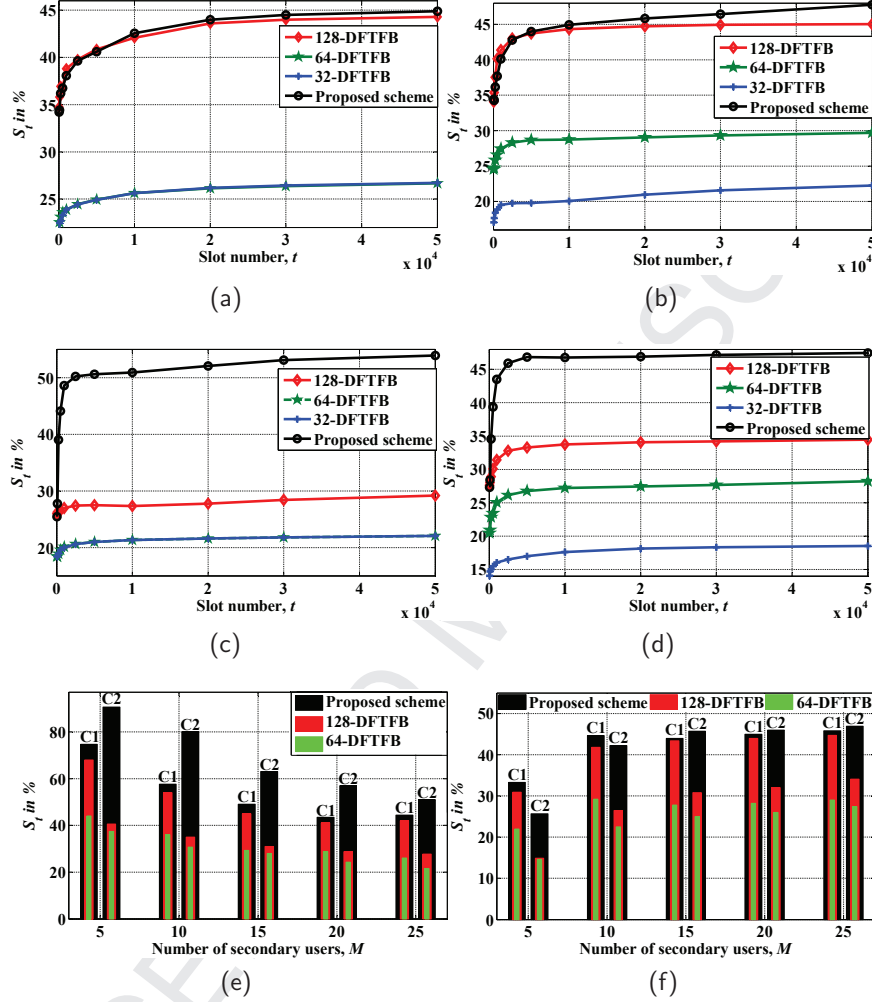 45
40
35
30
25
S_t in %
128-DFTFB
64-DFTFB
32-DFTFB
Proposed scheme
0 1 2 3 4 5
Slot number, t
x 10^4
(a)
45
40
35
30
25
20
S_t in %
128-DFTFB
64-DFTFB
32-DFTFB
Proposed scheme
0 1 2 3 4 5
Slot number, t
x 10^4
(b)
50
40
30
20
S_t in %
128-DFTFB
64-DFTFB
32-DFTFB
Proposed scheme
0 1 2 3 4 5
Slot number, t
x 10^4
(c)
45
40
35
30
25
20
15
S_t in %
128-DFTFB
64-DFTFB
32-DFTFB
Proposed scheme
0 1 2 3 4 5
Slot number, t
x 10^4
(d)
80
60
40
20
0
S_t in %
Proposed scheme
128-DFTFB
64-DFTFB
C1 C2 C1 C2 C1 C2 C1 C2 C1 C2
5 10 15 20 25
Number of secondary users, M
(e)
50
40
30
20
10
0
S_t in %
Proposed scheme 128-DFTFB 64-DFTFB
C1 C2 C1 C2 C1 C2 C1 C2 C1 C2
5 10 15 20 25
Number of secondary users, M
(f)